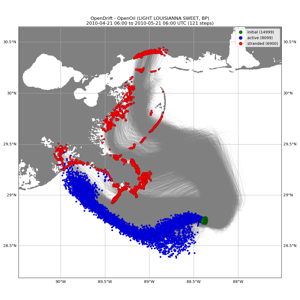 OpenDrift - OpenOil (LIGHT LOUISIANNA SWEET, BP)
2010-04-21 06:00 to 2010-05-21 06:00 UTC (121 steps)
initial (14999)
active (8099)
stranded (6900)
30.5°N
30°N
29.5°N
29°N
28.5°N
90°W
89.5°W
89°W
88.5°W
88°W